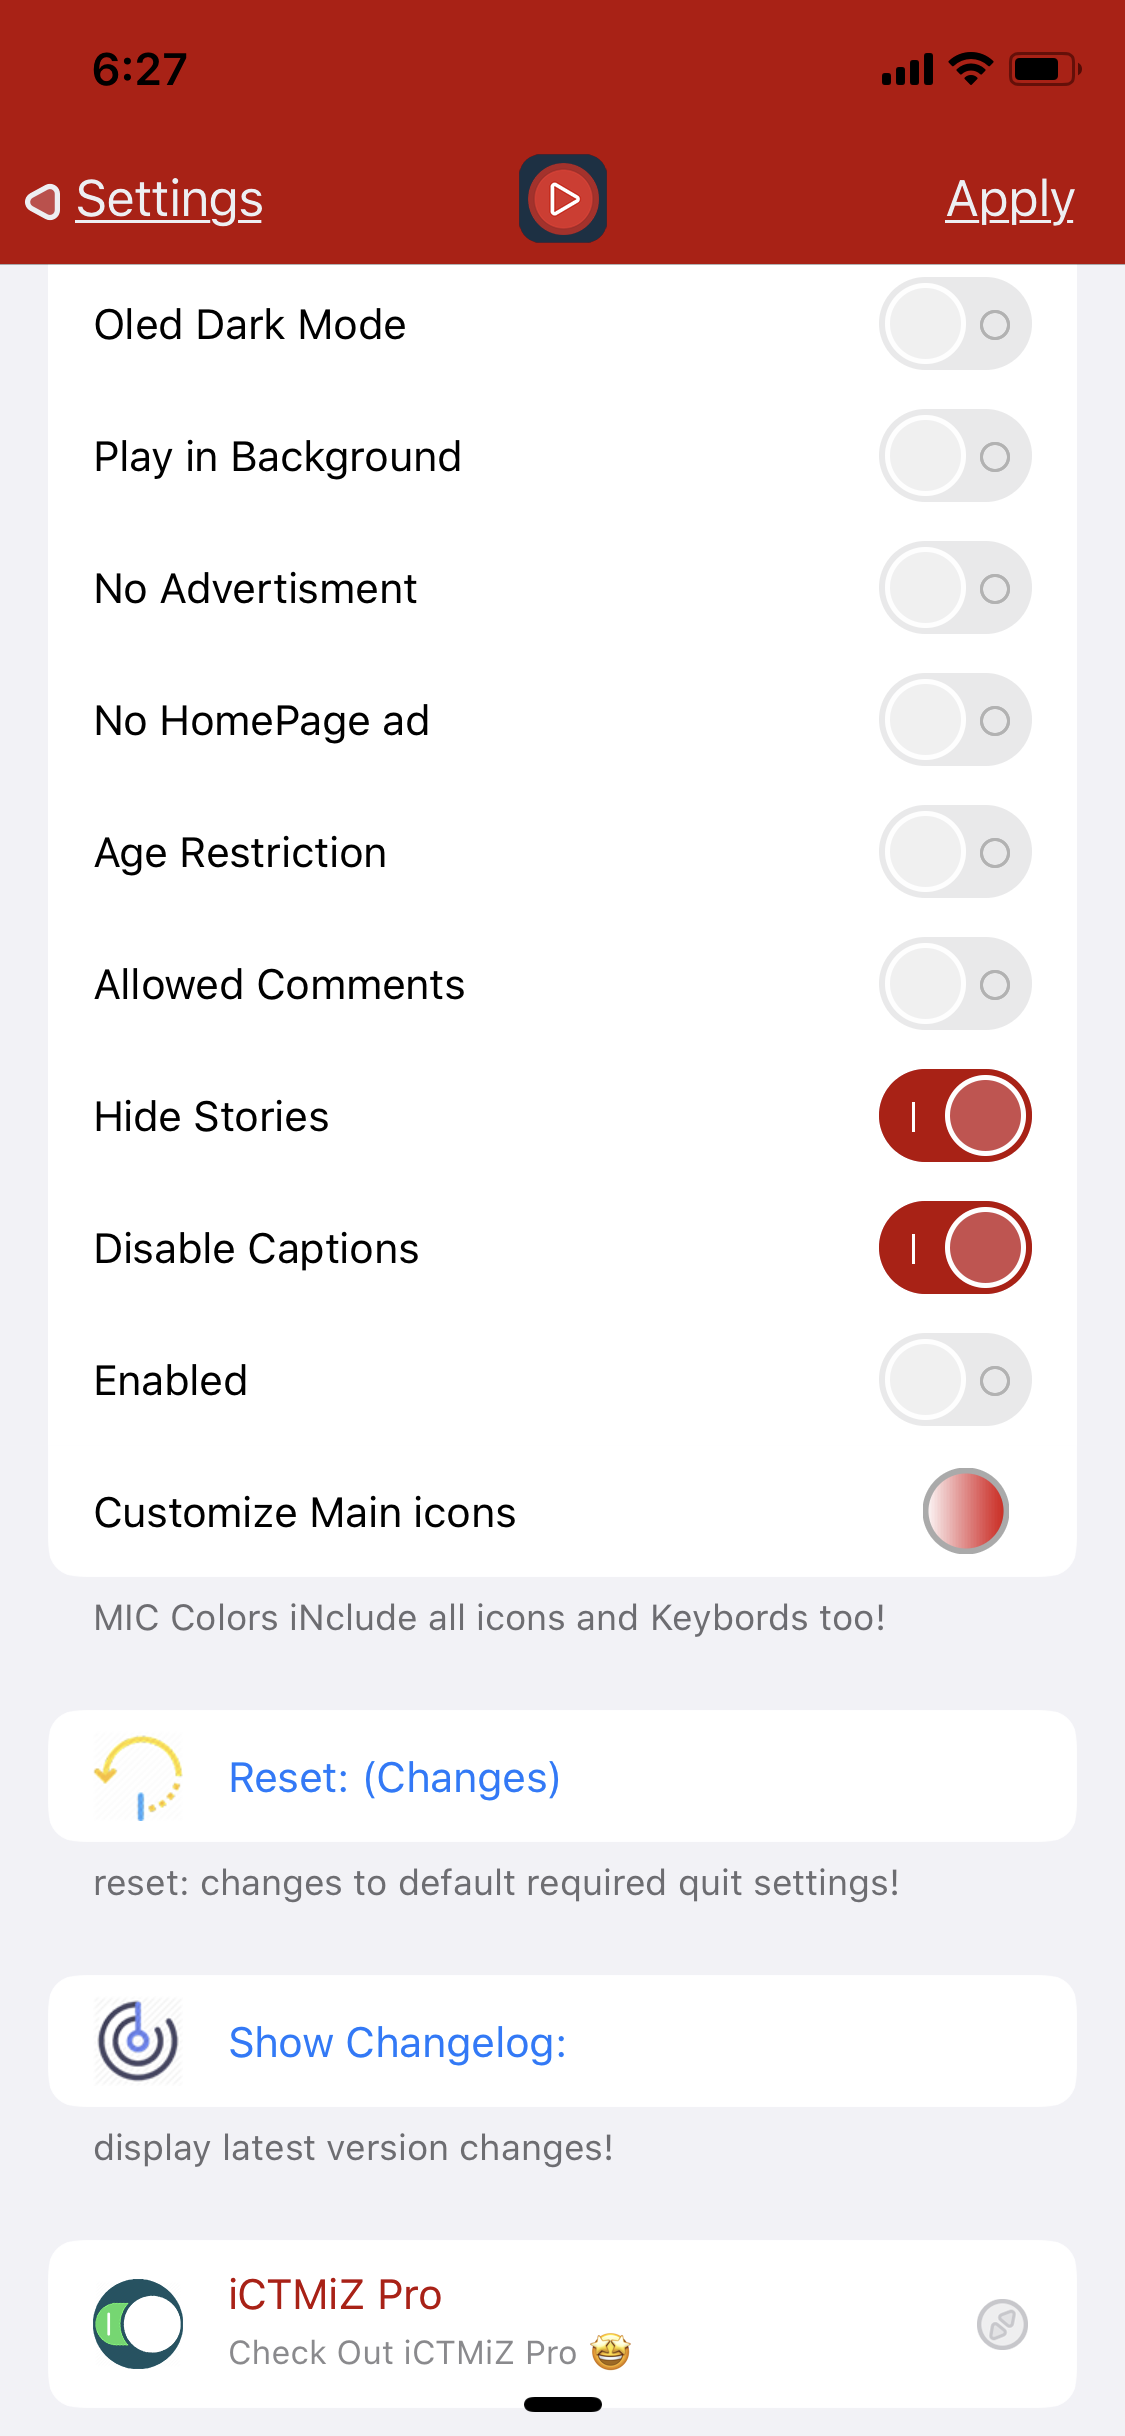 6:27
Settings
Apply
Oled Dark Mode
Play in Background
No Advertisment
No HomePage ad
Age Restriction
Allowed Comments
Hide Stories
Disable Captions
Enabled
Customize Main icons
MIC Colors iNclude all icons and Keybords too!
Reset: (Changes)
reset: changes to default required quit settings!
Show Changelog:
display latest version changes!
iCTMiZ Pro
Check Out iCTMiZ Pro 🤩